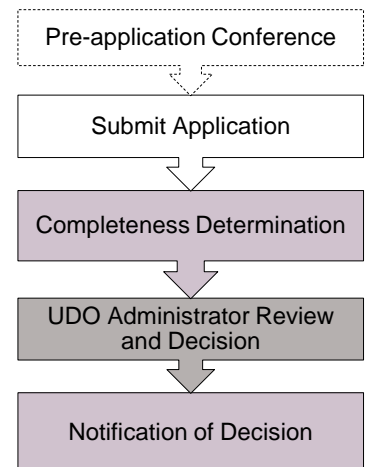 Pre-application Conference
Submit Application
Completeness Determination
UDO Administrator Review
and Decision
Notification of Decision